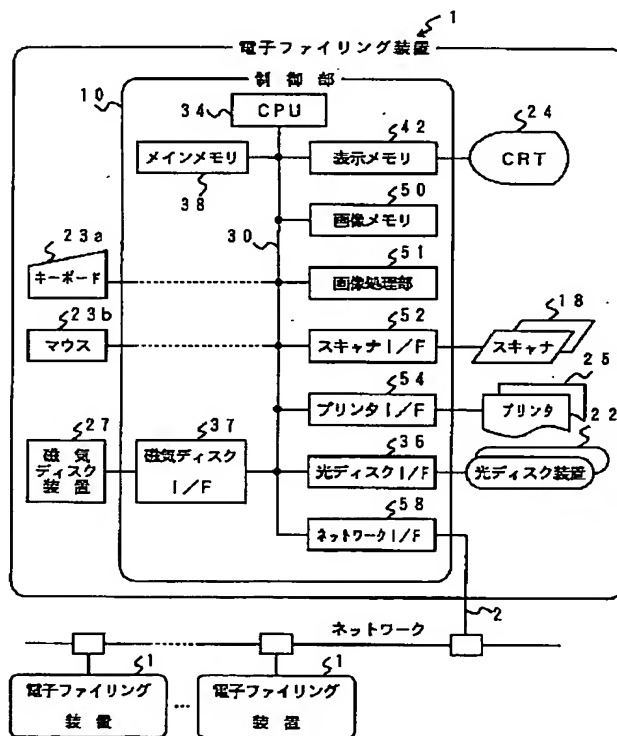 1
電子ファイリング装置
10
制御部
34
CPU
42
24
メインメモリ
表示メモリ
CRT
38
50
30
画像メモリ
23a
51
キーボード
画像処理部
23b
52
18
マウス
スキャナI/F
スキャナ
54
25
プリンタI/F
プリンタ
27
37
36
22
磁気
ディスク
装置
磁気ディスク
I/F
光ディスクI/F
光ディスク装置
58
ネットワークI/F
2
ネットワーク
1
1
電子ファイリング
装置
...
電子ファイリング
装置